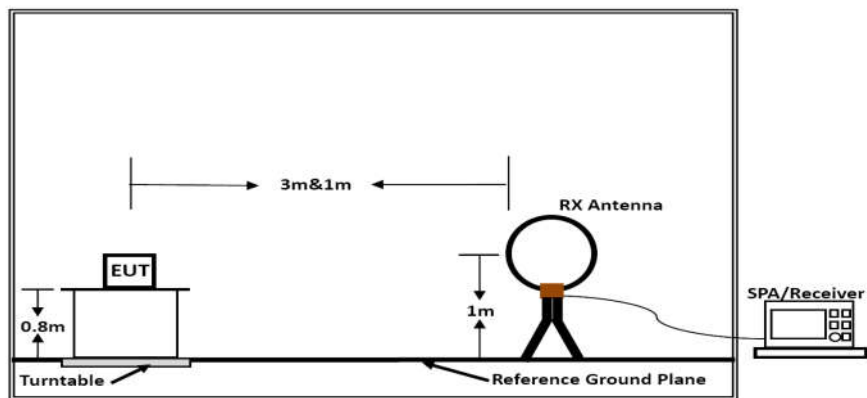 3m&1m
RX Antenna
EUT
SPA/Receiver
0.8m
1m
Turntable
Reference Ground Plane